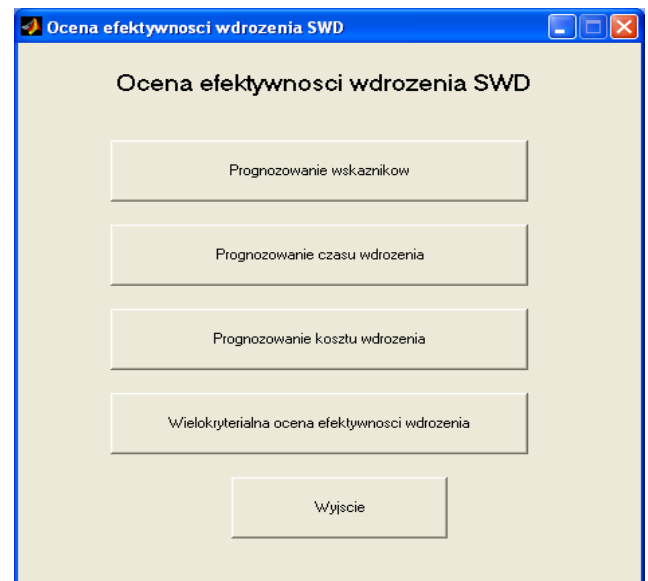 Ocena efektywnosci wdrozenia SWD
Ocena efektywnosci wdrozenia SWD
Prognozowanie wskaznikow
Prognozowanie czasu wdrozenia
Prognozowanie kosztu wdrozenia
Wielokryterialna ocena efektywnosci wdrozenia
Wyjscie